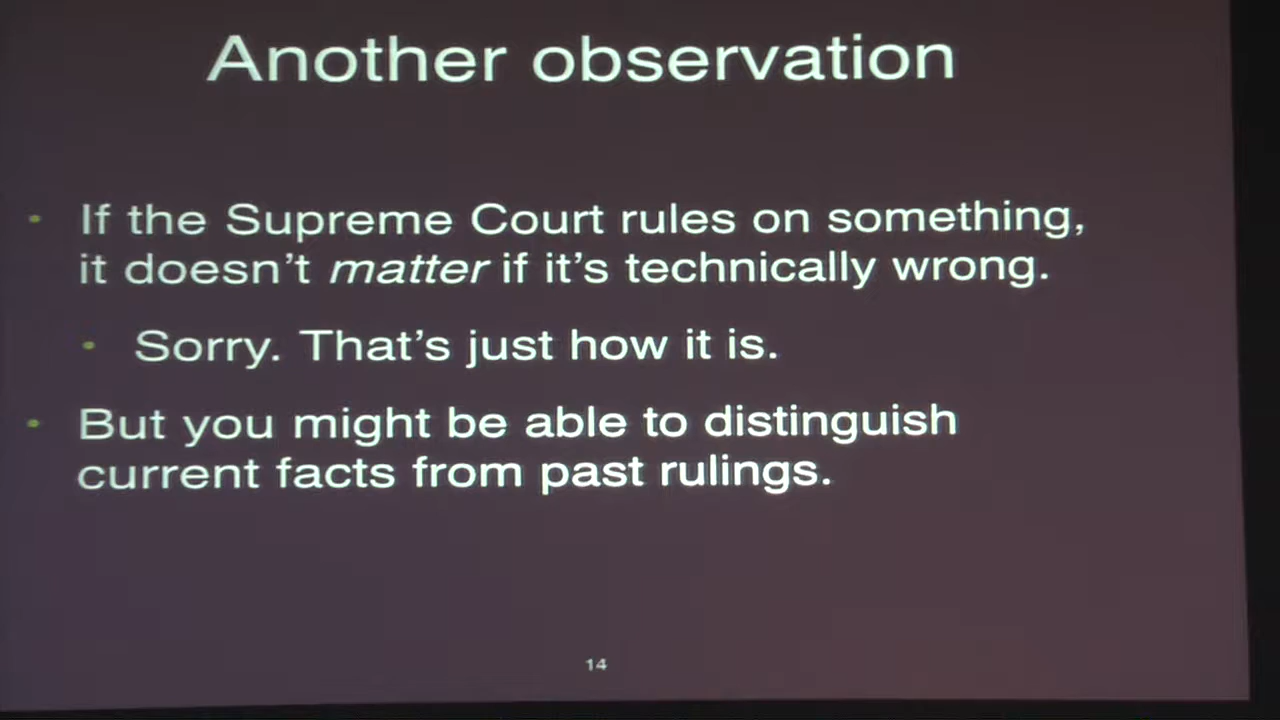 Another observation
• If the Supreme Court rules on something,
it doesn't matter if it's technically wrong.
• Sorry. That's just how it is.
• But you might be able to distinguish
current facts from past rulings.
14